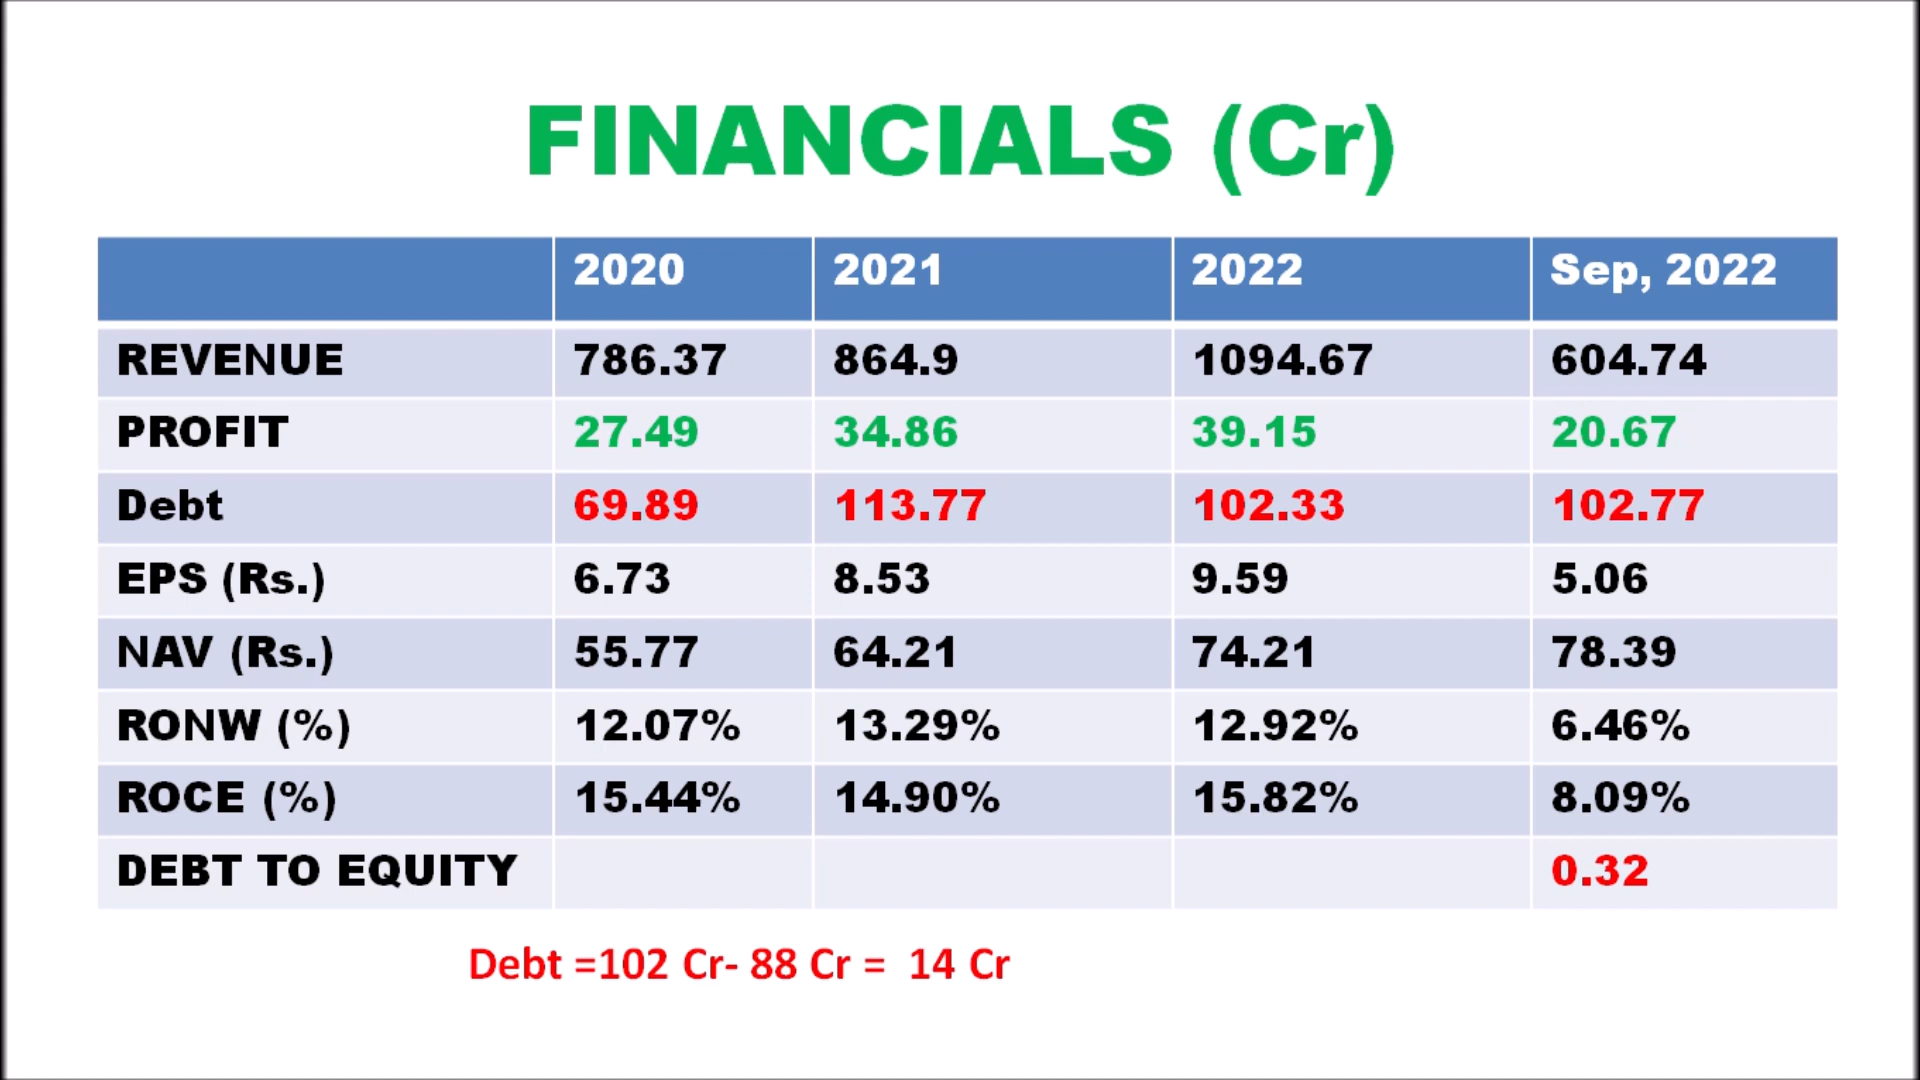 FINANCIALS (Cr)
2020 2021 2022 Sep, 2022
REVENUE 786.37 864.9 1094.67 604.74
PROFIT 27.49 34.86 39.15 20.67
Debt 69.89 113.77 102.33 102.77
EPS (Rs.) 6.73 8.53 9.59 5.06
NAV (Rs.) 55.77 64.21 74.21 78.39
RONW (%) 12.07% 13.29% 12.92% 6.46%
ROCE (%) 15.44% 14.90% 15.82% 8.09%
DEBT TO EQUITY 0.32
Debt =102 Cr- 88 Cr = 14 Cr